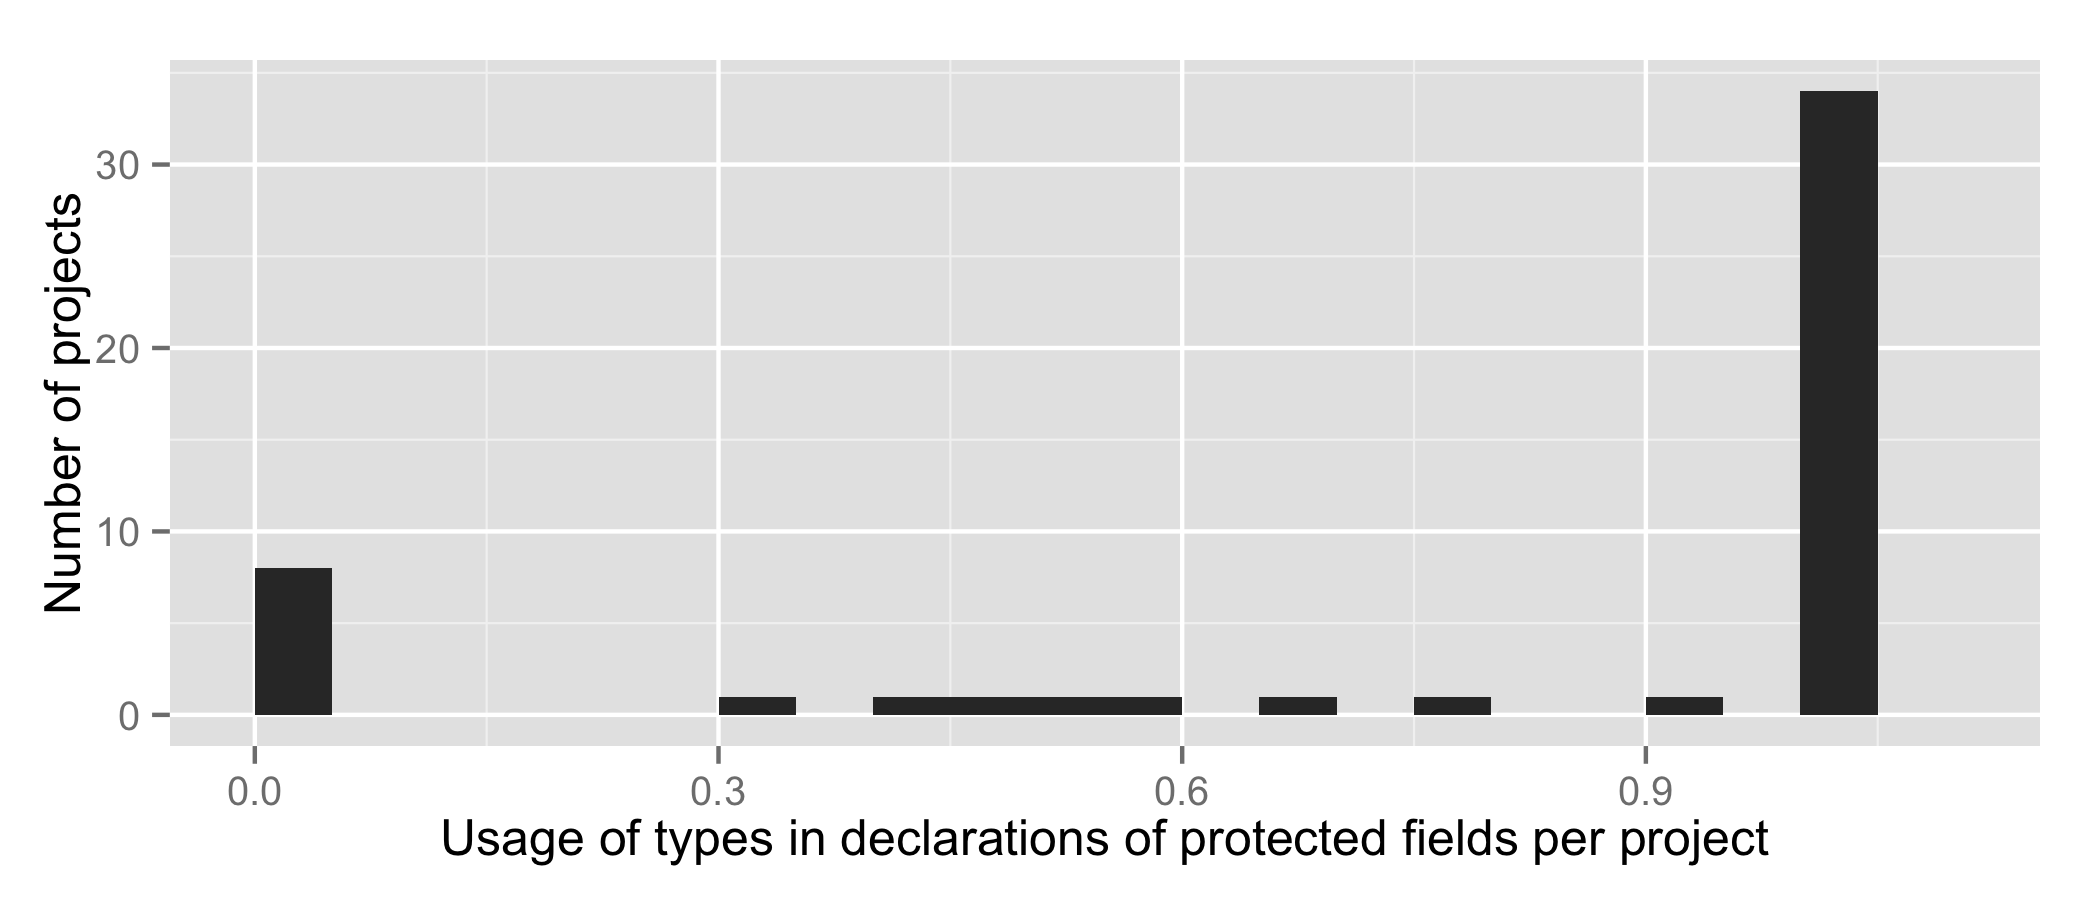 Number of projects
30
20
10
0
0.0 0.3 0.6 0.9
Usage of types in declarations of protected fields per project